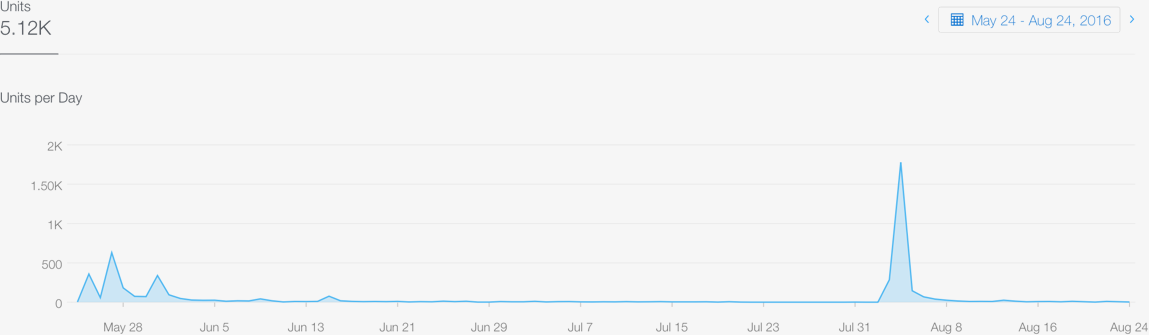 Units
5.12K
May 24 - Aug 24, 2016
Units per Day
2K
1.50K
1K
500
0
May 28 Jun 5 Jun 13 Jun 21 Jun 29 Jul 7 Jul 15 Jul 23 Jul 31 Aug 8 Aug 16 Aug 24